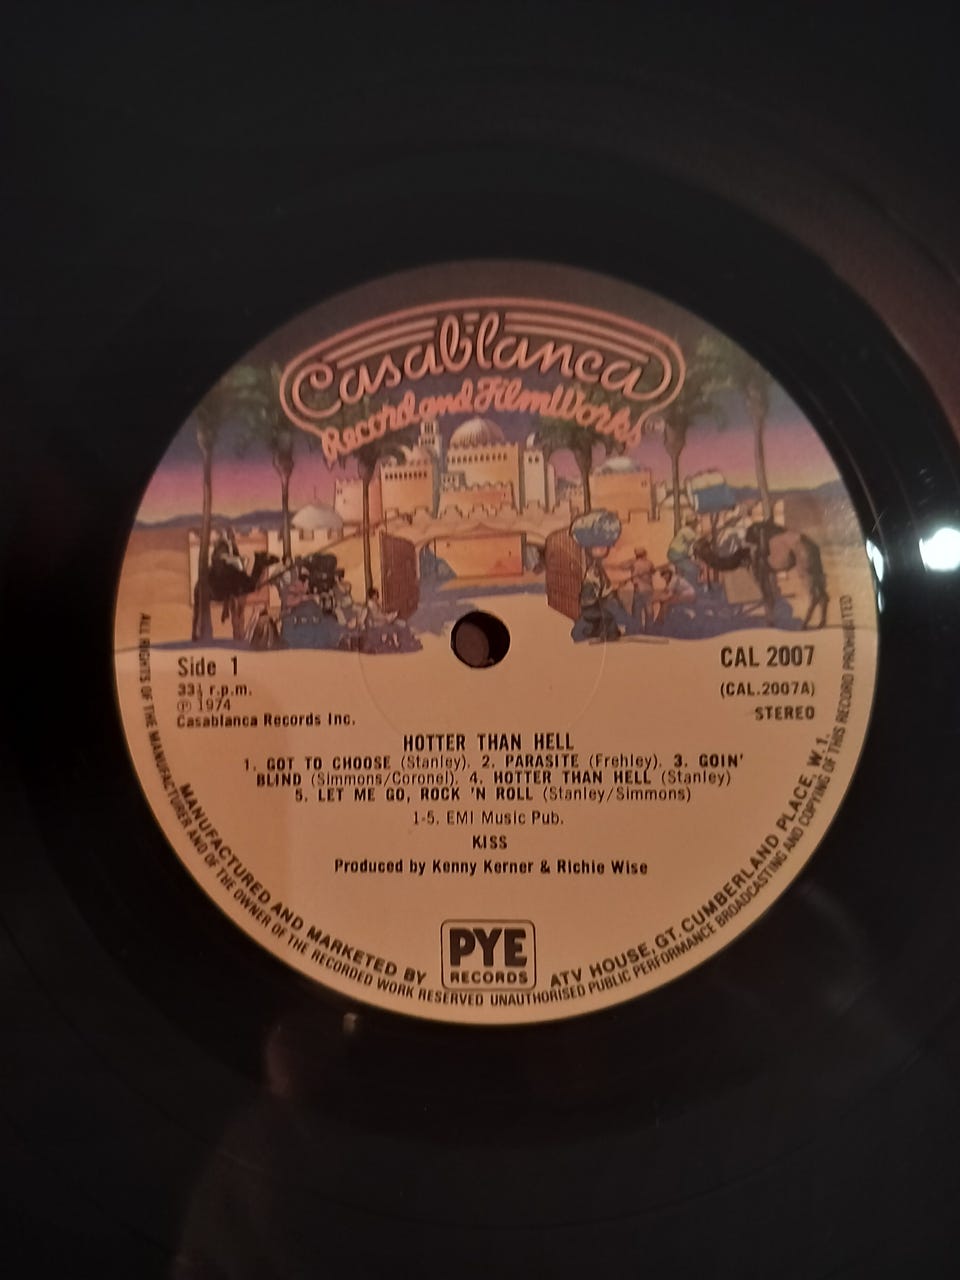 Casablanca
Record and FilmWorks
Side 1
33⅓ r.p.m.
℗ 1974
Casablanca Records Inc.
CAL 2007
(CAL.2007A)
STEREO
HOTTER THAN HELL
1. GOT TO CHOOSE (Stanley). 2. PARASITE (Frehley). 3. GOIN'
BLIND (Simmons/Coronel). 4. HOTTER THAN HELL (Stanley)
5. LET ME GO, ROCK 'N ROLL (Stanley/Simmons)
1-5. EMI Music Pub.
KISS
Produced by Kenny Kerner & Richie Wise
MANUFACTURED AND MARKETED BY
PYE
RECORDS
ATV HOUSE, GT. CUMBERLAND PLACE, W.1.
ALL RIGHTS OF THE MANUFACTURER AND OF THE OWNER OF THE RECORDED WORK RESERVED UNAUTHORISED PUBLIC PERFORMANCE BROADCASTING AND COPYING OF THIS RECORD PROHIBITED